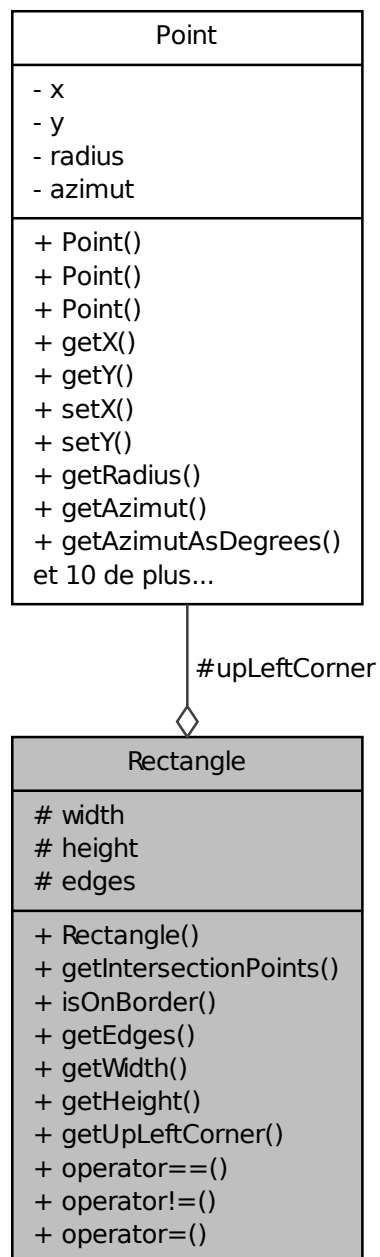 Point
- x
- y
- radius
- azimut
+ Point()
+ Point()
+ Point()
+ getX()
+ getY()
+ setX()
+ setY()
+ getRadius()
+ getAzimut()
+ getAzimutAsDegrees()
et 10 de plus...
#upLeftCorner
Rectangle
# width
# height
# edges
+ Rectangle()
+ getIntersectionPoints()
+ isOnBorder()
+ getEdges()
+ getWidth()
+ getHeight()
+ getUpLeftCorner()
+ operator==()
+ operator!=()
+ operator=()